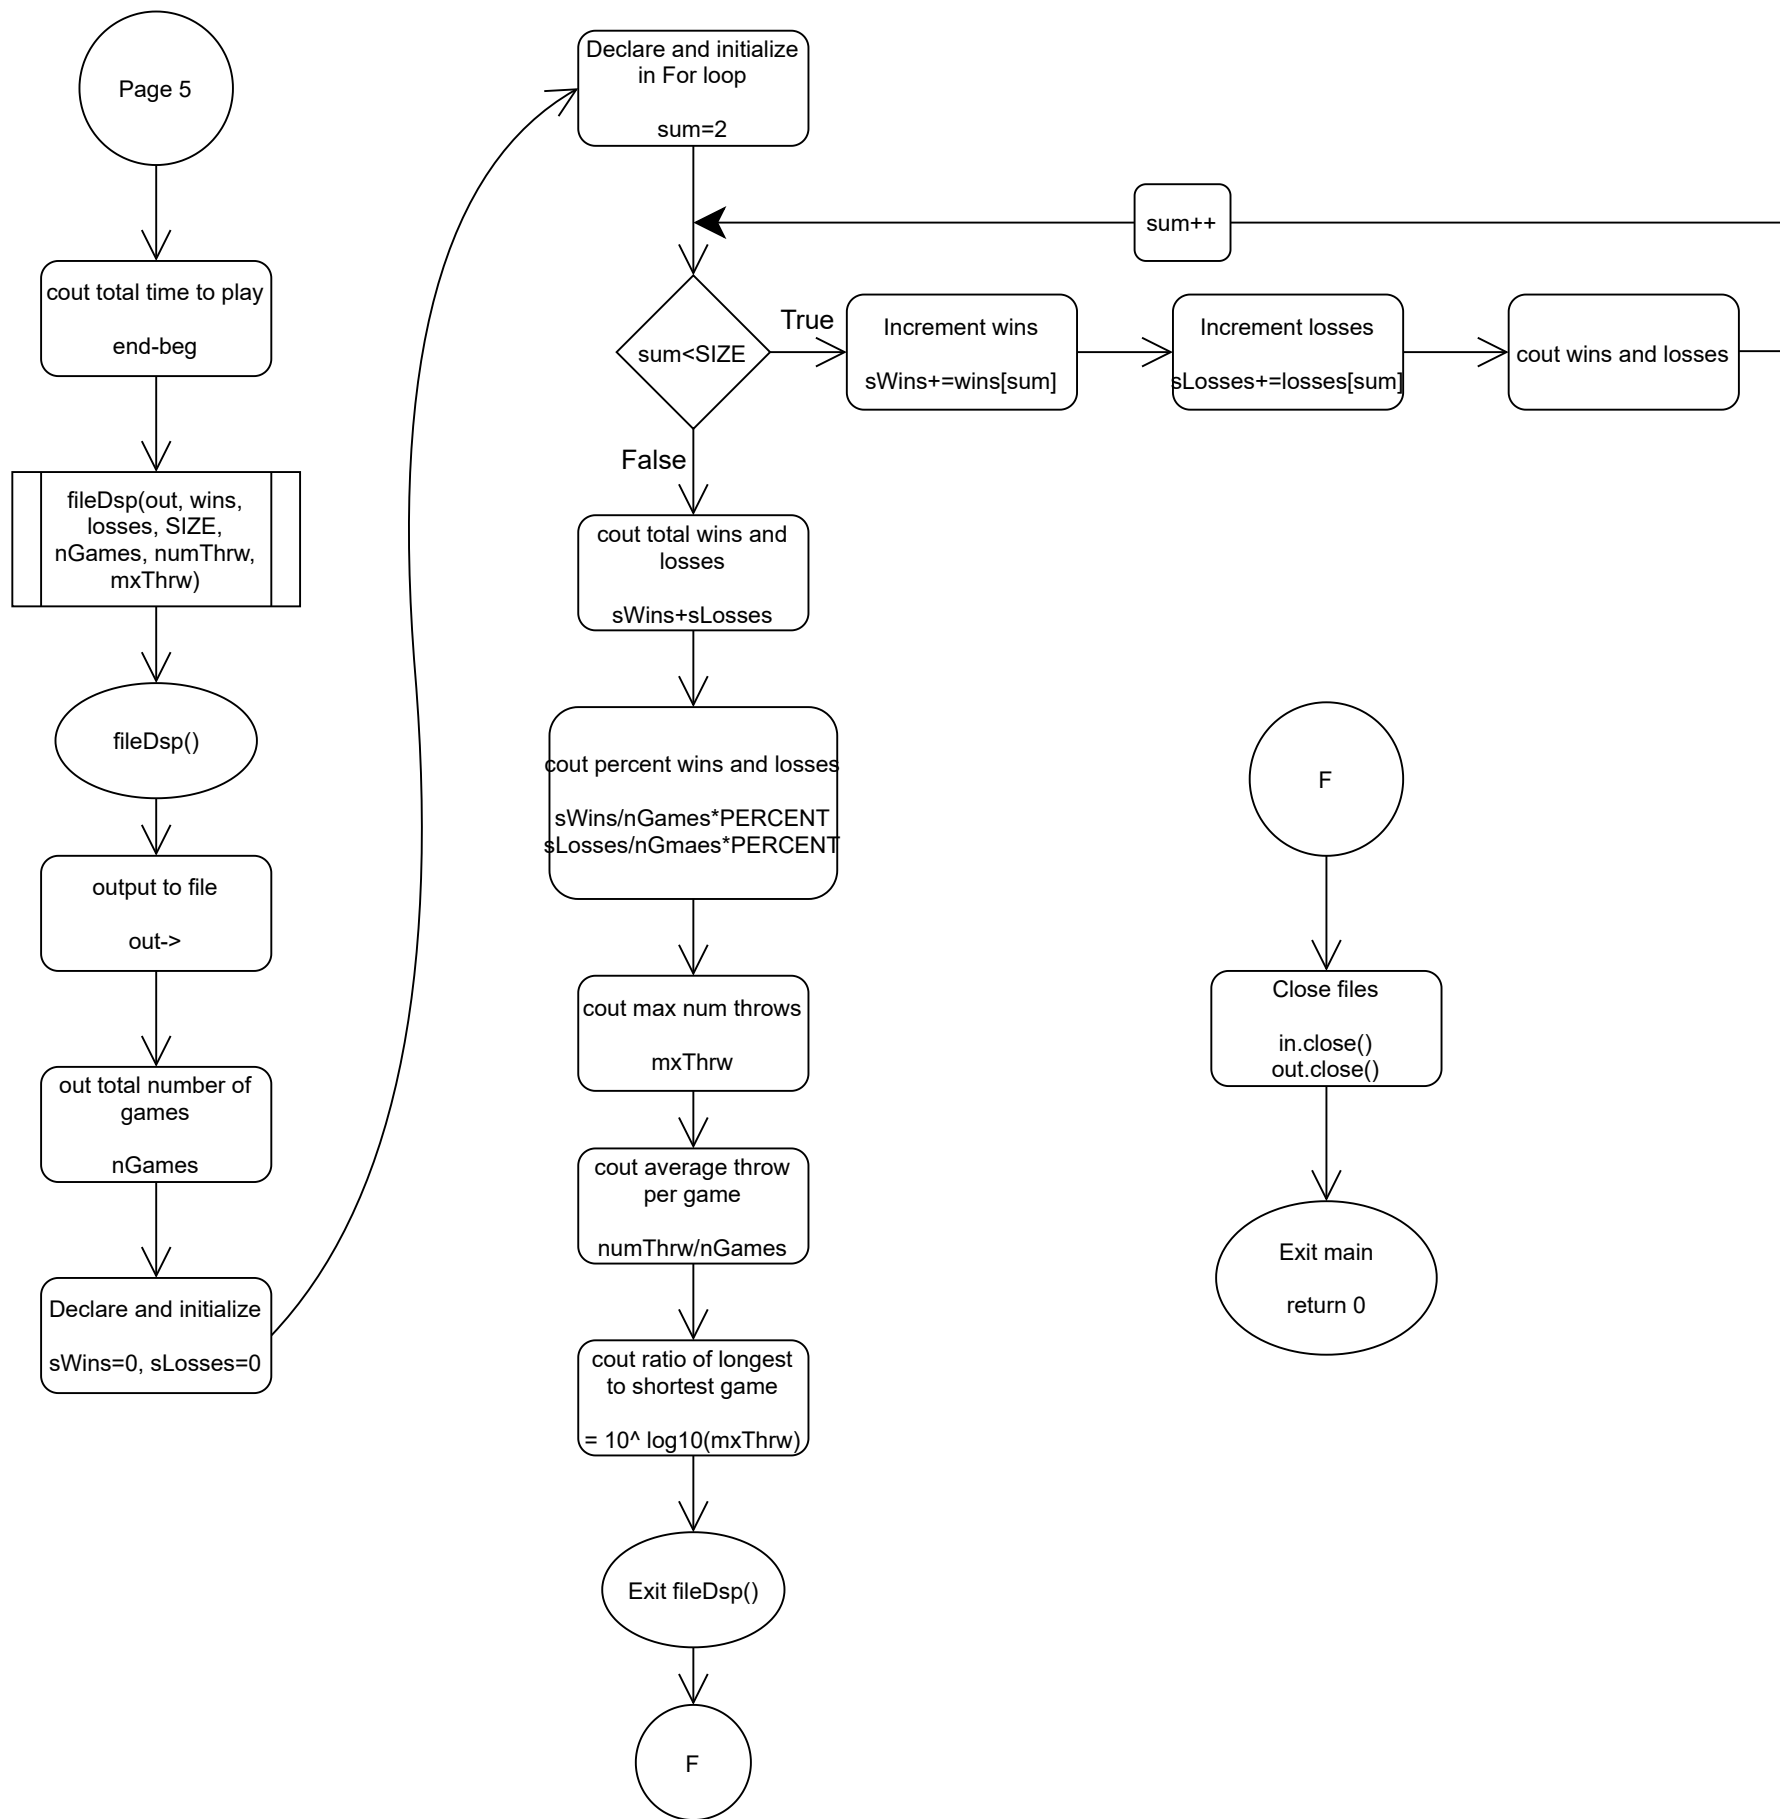 Page 5
cout total time to play
end-beg
fileDsp(out, wins,
losses, SIZE,
nGames, numThrw,
mxThrw)
fileDsp()
output to file
out->
out total number of
games
nGames
Declare and initialize
sWins=0, sLosses=0
Declare and initialize
in For loop
sum=2
sum++
sum<SIZE
True
Increment wins
sWins+=wins[sum]
Increment losses
sLosses+=losses[sum]
cout wins and losses
False
cout total wins and
losses
sWins+sLosses
cout percent wins and losses
sWins/nGames*PERCENT
sLosses/nGmaes*PERCENT
cout max num throws
mxThrw
cout average throw
per game
numThrw/nGames
cout ratio of longest
to shortest game
= 10^ log10(mxThrw)
Exit fileDsp()
F
F
Close files
in.close()
out.close()
Exit main
return 0